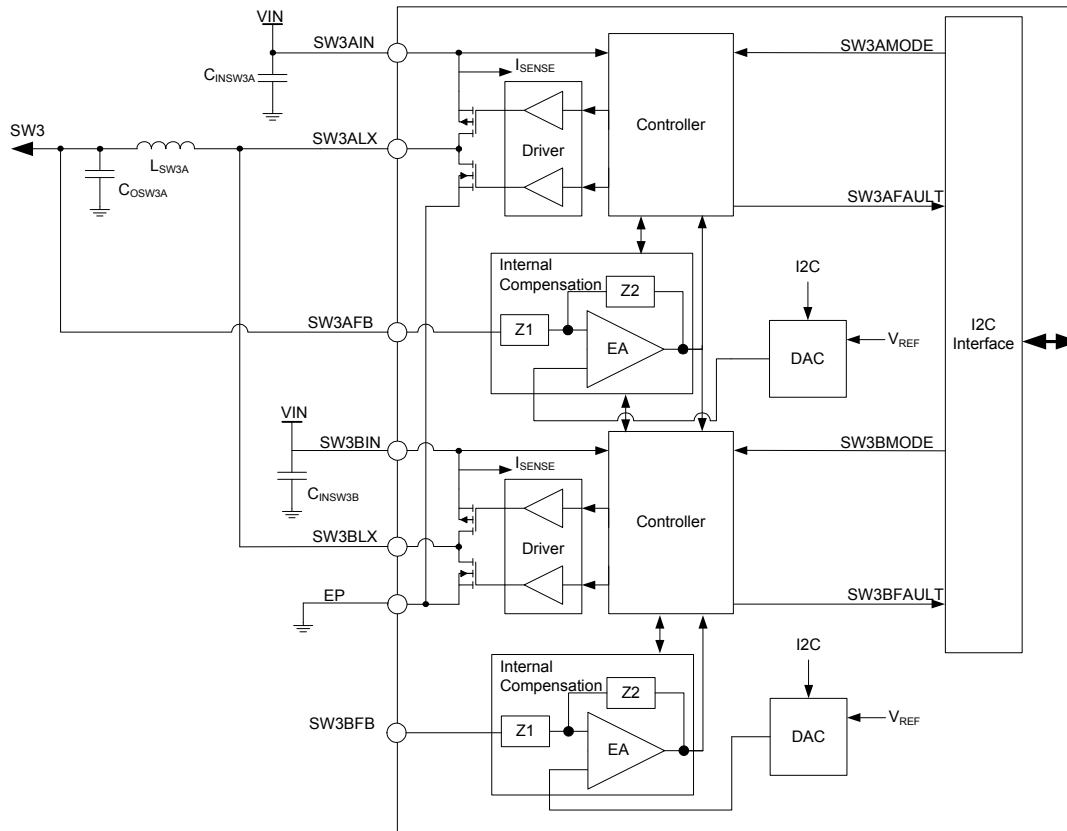 VIN
SW3AIN
SW3AMODE
CINSW3A
ISENSE
Controller
SW3
SW3ALX
Driver
LSW3A
COSW3A
SW3AFAULT
Internal
Compensation
Z2
I2C
SW3AFB
Z1
EA
DAC
VREF
I2C
Interface
VIN
SW3BIN
SW3BMODE
CINSW3B
ISENSE
Controller
SW3BLX
Driver
EP
SW3BFAULT
Internal
Compensation
Z2
I2C
SW3BFB
Z1
EA
DAC
VREF